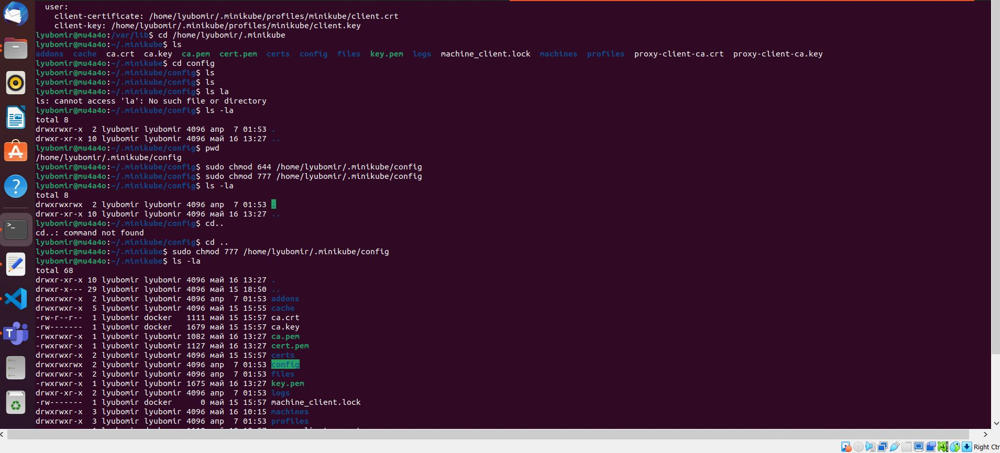 user:
client-certificate: /home/lyubomir/.minikube/profiles/minikube/client.crt
client-key: /home/lyubomir/.minikube/profiles/minikube/client.key
lyubomir@mu4a4o:/var/lib$ cd /home/lyubomir/.minikube
lyubomir@mu4a4o:~/.minikube$ ls
addons cache ca.crt ca.key ca.pem cert.pem certs config files key.pem logs machine_client.lock machines profiles proxy-client-ca.crt proxy-client-ca.key
lyubomir@mu4a4o:~/.minikube$ cd config
lyubomir@mu4a4o:~/.minikube/config$ ls
lyubomir@mu4a4o:~/.minikube/config$ ls
lyubomir@mu4a4o:~/.minikube/config$ ls la
ls: cannot access 'la': No such file or directory
lyubomir@mu4a4o:~/.minikube/config$ ls -la
total 8
drwxrwxr-x 2 lyubomir lyubomir 4096 апр 7 01:53 .
drwxr-xr-x 10 lyubomir lyubomir 4096 май 16 13:27 ..
lyubomir@mu4a4o:~/.minikube/config$ pwd
/home/lyubomir/.minikube/config
lyubomir@mu4a4o:~/.minikube/config$ sudo chmod 644 /home/lyubomir/.minikube/config
lyubomir@mu4a4o:~/.minikube/config$ sudo chmod 777 /home/lyubomir/.minikube/config
lyubomir@mu4a4o:~/.minikube/config$ ls -la
total 8
drwxrwxrwx 2 lyubomir lyubomir 4096 апр 7 01:53 .
drwxr-xr-x 10 lyubomir lyubomir 4096 май 16 13:27 ..
lyubomir@mu4a4o:~/.minikube/config$ cd..
cd..: command not found
lyubomir@mu4a4o:~/.minikube/config$ cd ..
lyubomir@mu4a4o:~/.minikube$ sudo chmod 777 /home/lyubomir/.minikube/config
lyubomir@mu4a4o:~/.minikube$ ls -la
total 68
drwxr-xr-x 10 lyubomir lyubomir 4096 май 16 13:27 .
drwxr-x--- 29 lyubomir lyubomir 4096 май 15 18:50 ..
drwxrwxr-x 2 lyubomir lyubomir 4096 апр 7 01:53 addons
drwxrwxr-x 5 lyubomir lyubomir 4096 май 15 15:55 cache
-rw-r--r-- 1 lyubomir docker 1111 май 15 15:57 ca.crt
-rw------- 1 lyubomir docker 1679 май 15 15:57 ca.key
-rwxrwxr-x 1 lyubomir lyubomir 1082 май 16 13:27 ca.pem
-rwxrwxr-x 1 lyubomir lyubomir 1127 май 16 13:27 cert.pem
drwxrwxr-x 2 lyubomir lyubomir 4096 май 15 15:57 certs
drwxrwxrwx 2 lyubomir lyubomir 4096 апр 7 01:53 config
drwxrwxr-x 2 lyubomir lyubomir 4096 апр 7 01:53 files
-rwxrwxr-x 1 lyubomir lyubomir 1675 май 16 13:27 key.pem
drwxr-xr-x 2 lyubomir lyubomir 4096 апр 7 01:53 logs
-rw------- 1 lyubomir docker 0 май 15 15:57 machine_client.lock
drwxrwxr-x 3 lyubomir lyubomir 4096 май 16 10:15 machines
drwxrwxr-x 3 lyubomir lyubomir 4096 апр 7 01:53 profiles
Right Ctr